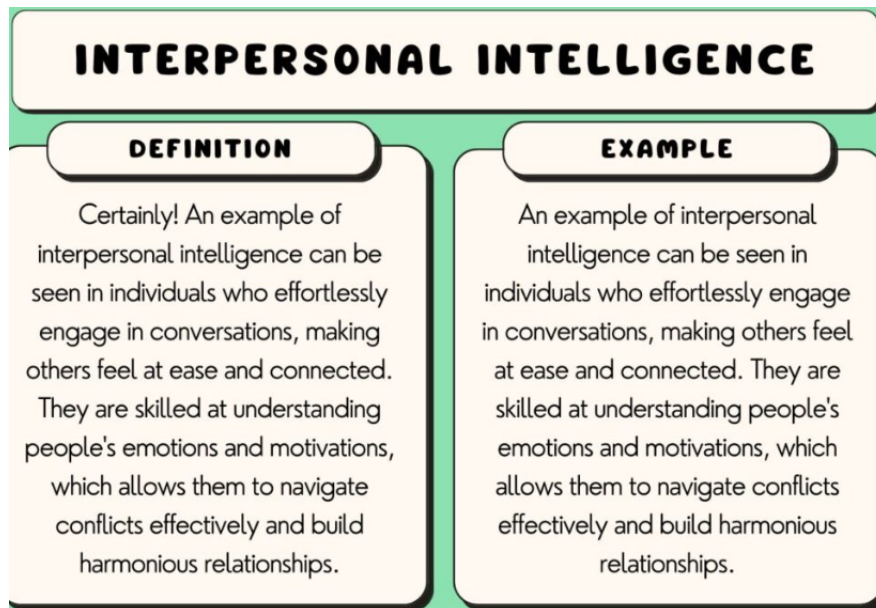 INTERPERSONAL INTELLIGENCE
DEFINITION
Certainly! An example of
interpersonal intelligence can be
seen in individuals who effortlessly
engage in conversations, making
others feel at ease and connected.
They are skilled at understanding
people's emotions and motivations,
which allows them to navigate
conflicts effectively and build
harmonious relationships.
EXAMPLE
An example of interpersonal
intelligence can be seen in
individuals who effortlessly engage
in conversations, making others feel
at ease and connected. They are
skilled at understanding people's
emotions and motivations, which
allows them to navigate conflicts
effectively and build harmonious
relationships.